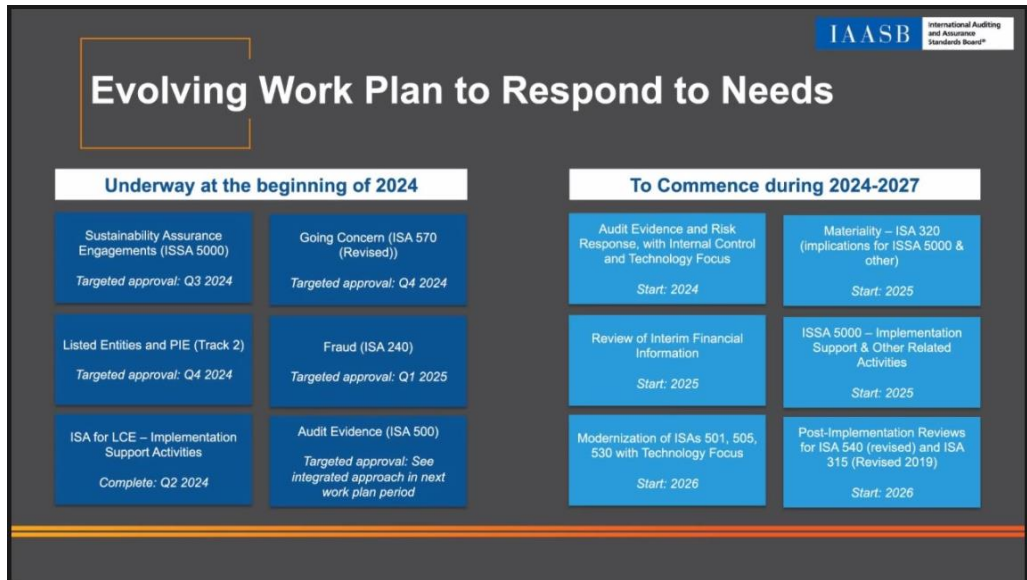 IAASB
International Auditing
and Assurance
Standards Board®
Evolving Work Plan to Respond to Needs
Underway at the beginning of 2024
Sustainability Assurance
Engagements (ISSA 5000)
Targeted approval: Q3 2024
Going Concern (ISA 570
(Revised))
Targeted approval: Q4 2024
Listed Entities and PIE (Track 2)
Targeted approval: Q4 2024
Fraud (ISA 240)
Targeted approval: Q1 2025
ISA for LCE – Implementation
Support Activities
Complete: Q2 2024
Audit Evidence (ISA 500)
Targeted approval: See
integrated approach in next
work plan period
To Commence during 2024-2027
Audit Evidence and Risk
Response, with Internal Control
and Technology Focus
Start: 2024
Materiality – ISA 320
(implications for ISSA 5000 &
other)
Start: 2025
Review of Interim Financial
Information
Start: 2025
ISSA 5000 – Implementation
Support & Other Related
Activities
Start: 2025
Modernization of ISAs 501, 505,
530 with Technology Focus
Start: 2026
Post-Implementation Reviews
for ISA 540 (revised) and ISA
315 (Revised 2019)
Start: 2026